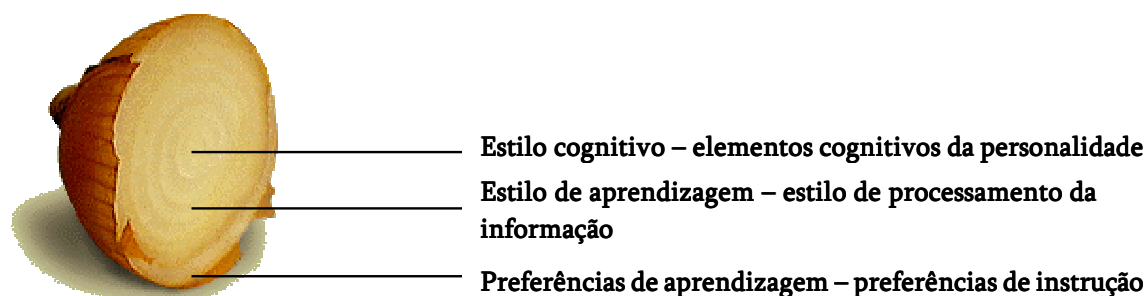 Estilo cognitivo – elementos cognitivos da personalidade
Estilo de aprendizagem – estilo de processamento da
informação
Preferências de aprendizagem – preferências de instrução